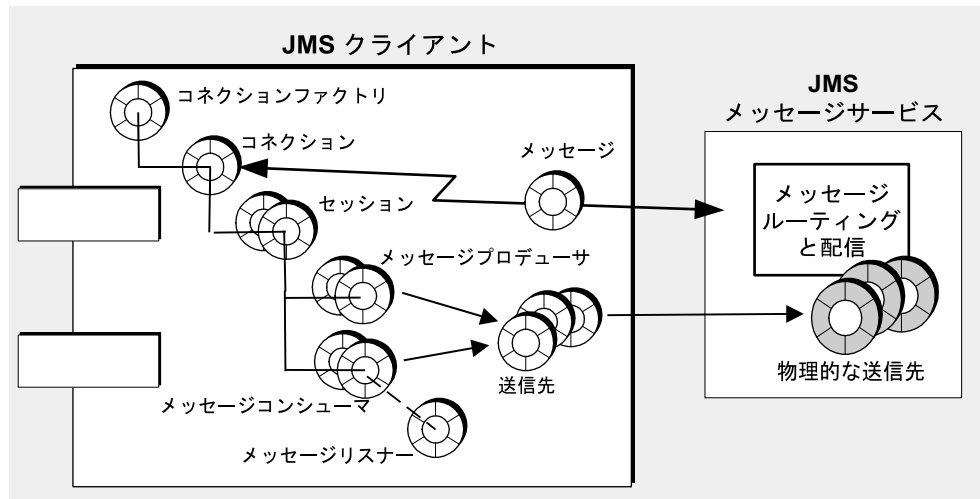 JMS クライアント
コネクションファクトリ
コネクション
メッセージ
セッション
メッセージプロデューサ
送信先
メッセージコンシューマ
メッセージリスナー
JMS
メッセージサービス
メッセージ
ルーティング
と配信
物理的な送信先